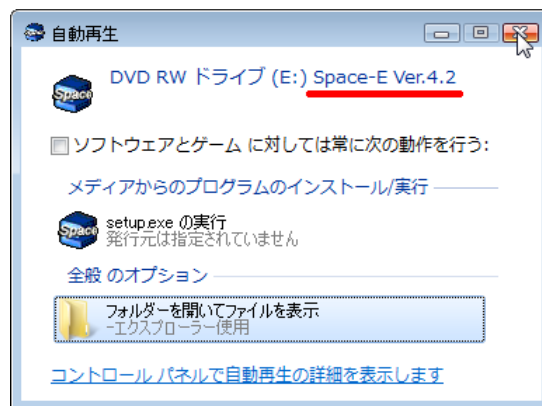 自動再生
DVD RW ドライブ (E:) Space-E Ver.4.2
Space
ソフトウェアとゲーム に対しては常に次の動作を行う:
メディアからのプログラムのインストール/実行
Space
setup.exe の実行
発行元は指定されていません
全般 のオプション
フォルダーを開いてファイルを表示
-エクスプローラー使用
コントロール パネルで自動再生の詳細を表示します